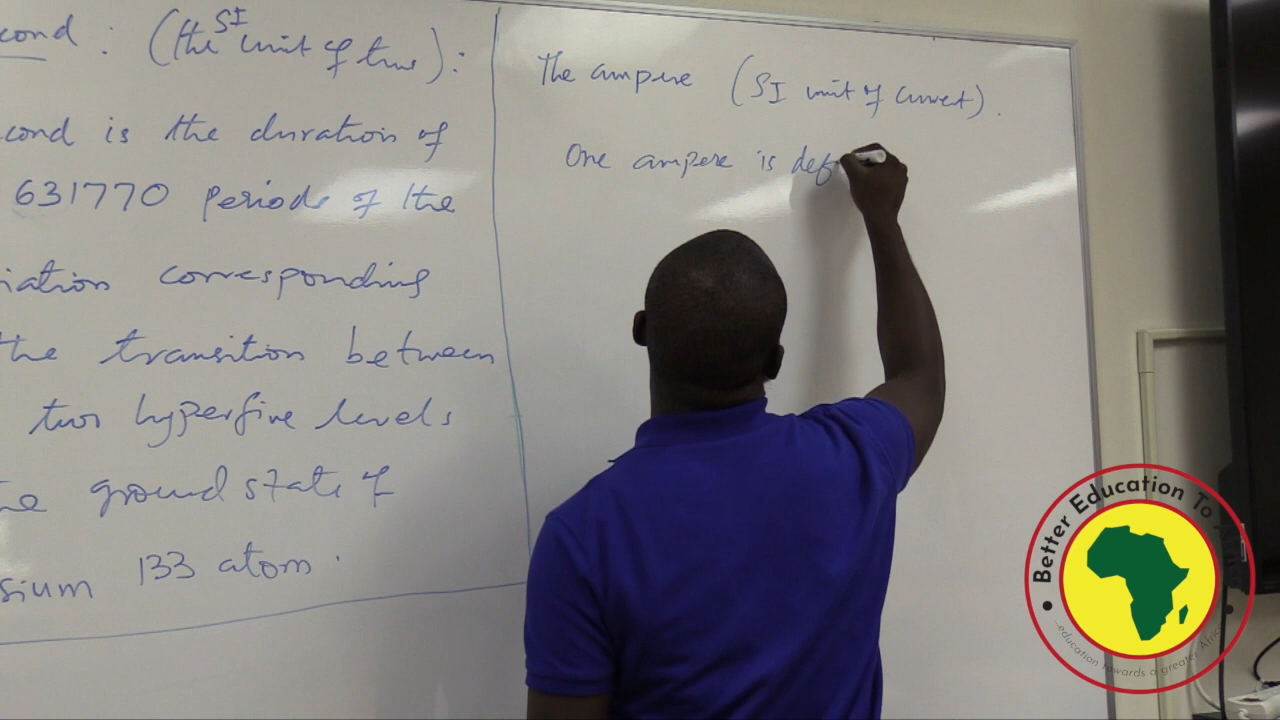 cond : (the SI unit of time) :
cond is the duration of
631770 periods of the
iation corresponding
the transition between
two hyperfine levels
he ground state of
sium 133 atom .
The ampere (SI unit of current) .
One ampere is def
Better Education To A
...education towards a greater Afric